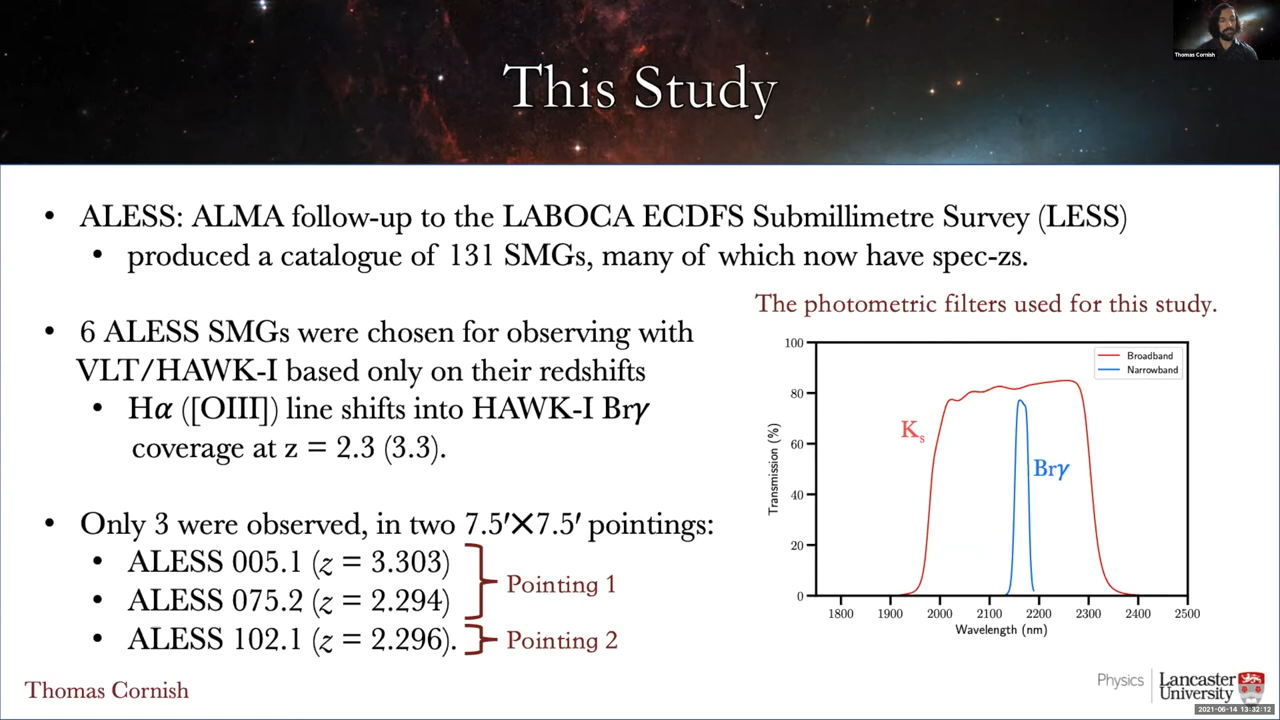 Thomas Cornish
This Study
• ALESS: ALMA follow-up to the LABOCA ECDFS Submillimetre Survey (LESS)
• produced a catalogue of 131 SMGs, many of which now have spec-zs.
• 6 ALESS SMGs were chosen for observing with
VLT/HAWK-I based only on their redshifts
• Hα ([OIII]) line shifts into HAWK-I Brγ
coverage at z = 2.3 (3.3).
• Only 3 were observed, in two 7.5′×7.5′ pointings:
• ALESS 005.1 (z = 3.303)
• ALESS 075.2 (z = 2.294)
Pointing 1
• ALESS 102.1 (z = 2.296).
Pointing 2
The photometric filters used for this study.
Broadband
Narrowband
Ks
Brγ
Transmission (%)
100
80
60
40
20
0
1800 1900 2000 2100 2200 2300 2400 2500
Wavelength (nm)
Thomas Cornish
Physics
Lancaster
University
2021-06-14 13:32:12